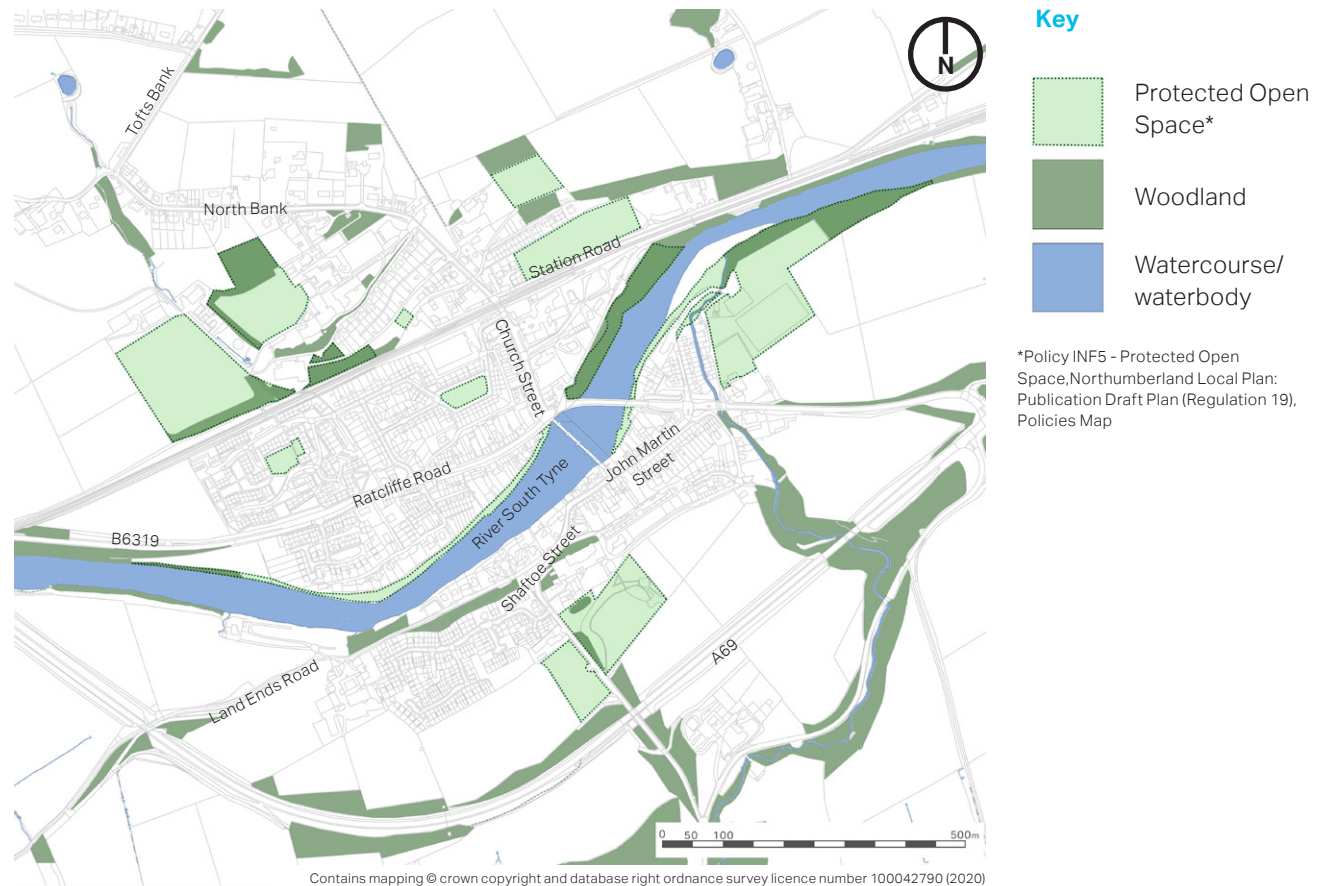 Key
Protected Open
Space*
Woodland
Watercourse/
waterbody
*Policy INF5 - Protected Open
Space,Northumberland Local Plan:
Publication Draft Plan (Regulation 19),
Policies Map
N
Tofts Bank
North Bank
Station Road
Church Street
Ratcliffe Road
John Martin
Street
River South Tyne
B6319
Shaftoe Street
A69
Land Ends Road
0 50 100 500m
Contains mapping © crown copyright and database right ordnance survey licence number 100042790 (2020)